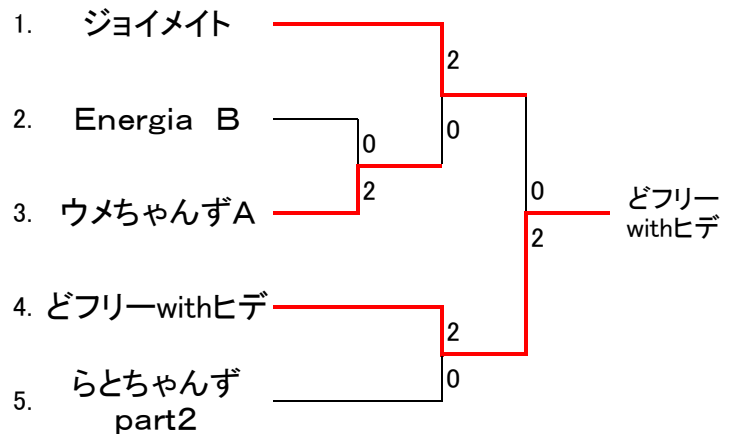 1. ジョイメイト
2
2. Energia B
0
0
2
3. ウメちゃんずA
0
どフリー
withヒデ
2
4. どフリーwithヒデ
2
0
5. らとちゃんず
part2